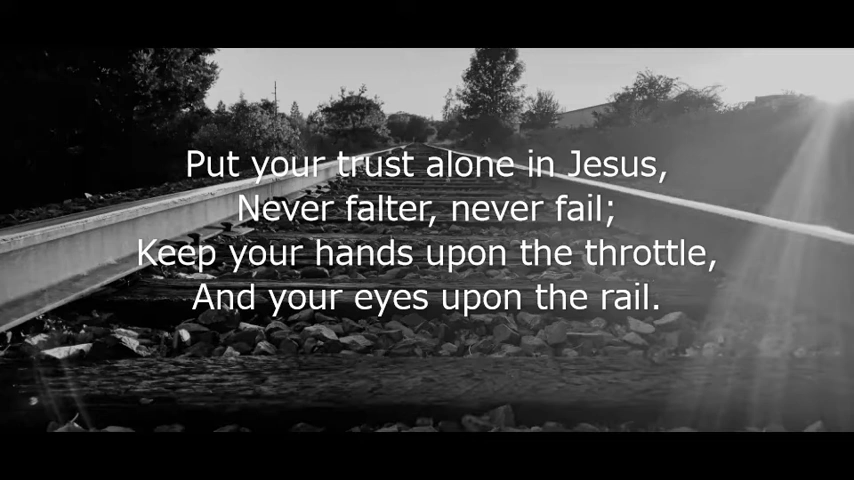 Put your trust alone in Jesus,
Never falter, never fail;
Keep your hands upon the throttle,
And your eyes upon the rail.